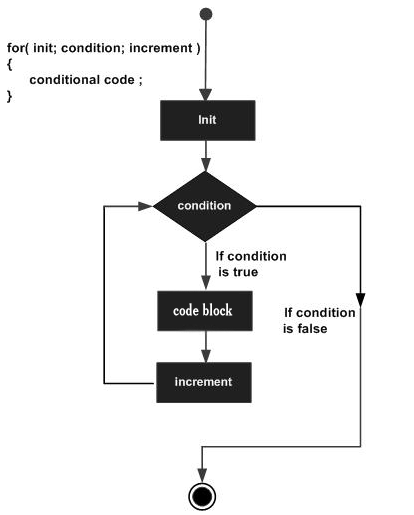 for( init; condition; increment )
{
conditional code ;
}
Init
condition
If condition
is true
code block
If condition
is false
increment